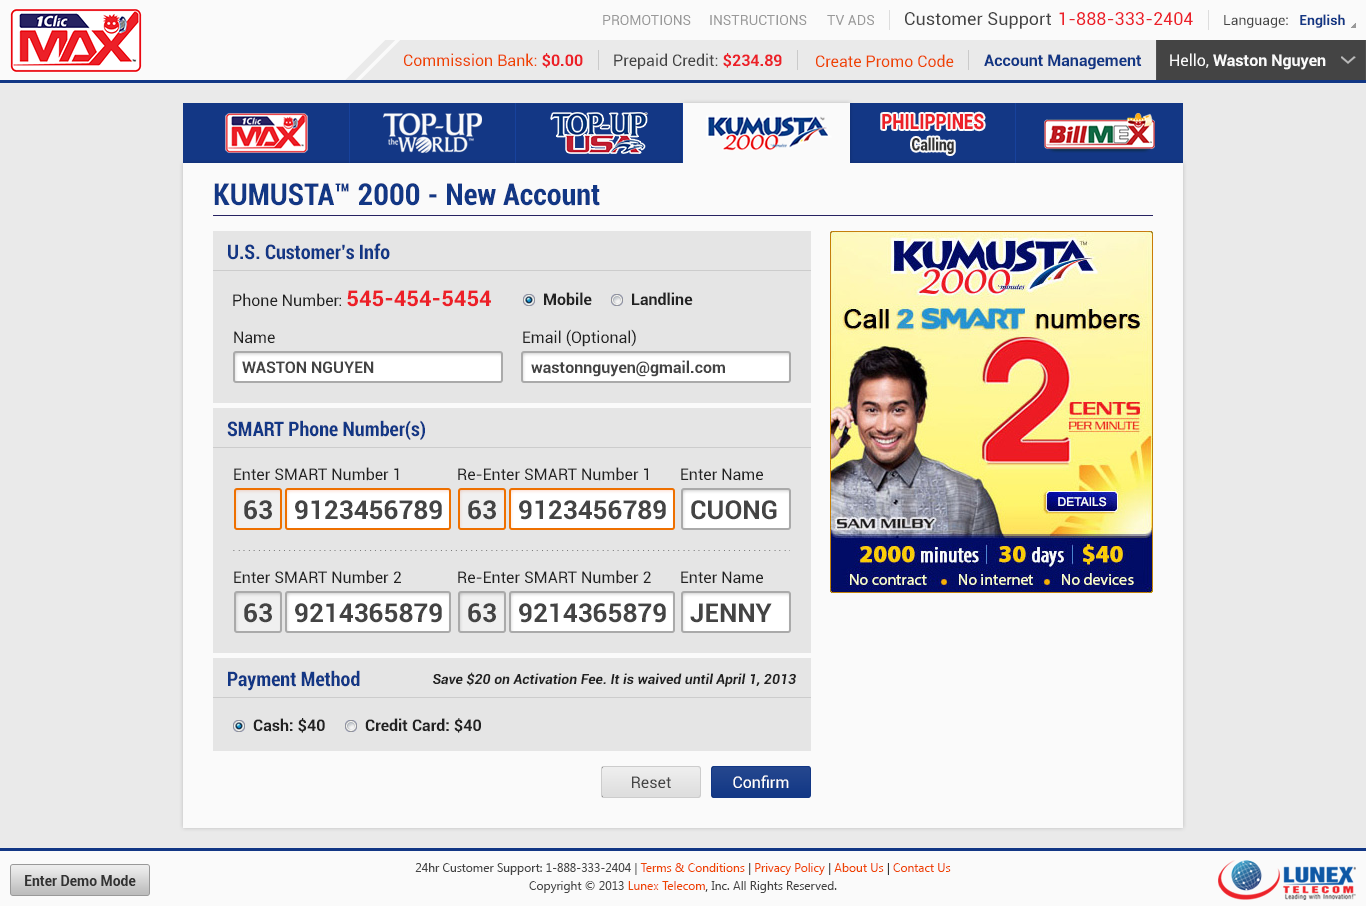 1Clic
MAX
PROMOTIONS INSTRUCTIONS TV ADS Customer Support 1-888-333-2404 Language: English
Commission Bank: $0.00 Prepaid Credit: $234.89 Create Promo Code Account Management Hello, Waston Nguyen
1Clic MAX TOP-UP the WORLD™ TOP-UP USA KUMUSTA 2000 PHILIPPINES Calling BillMEX
KUMUSTA™ 2000 - New Account
U.S. Customer's Info
Phone Number: 545-454-5454 Mobile Landline
Name Email (Optional)
WASTON NGUYEN wastonnguyen@gmail.com
SMART Phone Number(s)
Enter SMART Number 1 Re-Enter SMART Number 1 Enter Name
63 9123456789 63 9123456789 CUONG
Enter SMART Number 2 Re-Enter SMART Number 2 Enter Name
63 9214365879 63 9214365879 JENNY
Payment Method Save $20 on Activation Fee. It is waived until April 1, 2013
Cash: $40 Credit Card: $40
Reset Confirm
KUMUSTA™
2000 minutes
Call 2 SMART numbers
2 CENTS
PER MINUTE
DETAILS
SAM MILBY
2000 minutes 30 days $40
No contract • No internet • No devices
Enter Demo Mode
24hr Customer Support: 1-888-333-2404 | Terms & Conditions | Privacy Policy | About Us | Contact Us
Copyright © 2013 Lunex Telecom, Inc. All Rights Reserved.
LUNEX
TELECOM
Leading with Innovation!